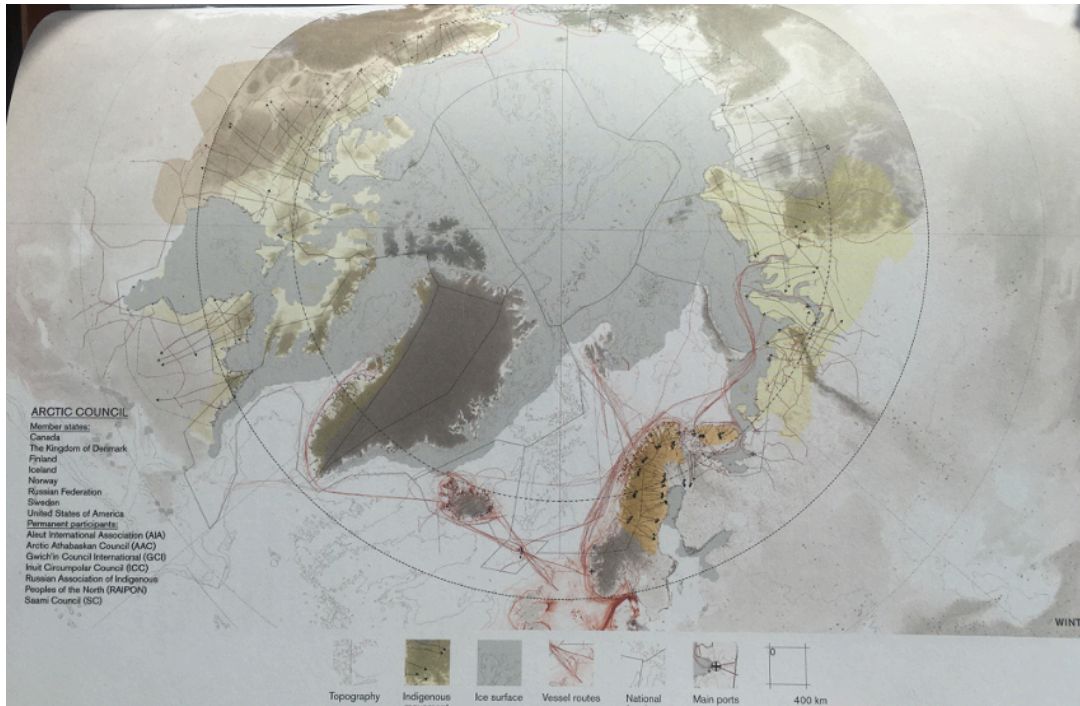 ARCTIC COUNCIL
Member states:
Canada
The Kingdom of Denmark
Finland
Iceland
Norway
Russian Federation
Sweden
United States of America
Permanent participants:
Aleut International Association (AIA)
Arctic Athabaskan Council (AAC)
Gwich'in Council International (GCI)
Inuit Circumpolar Council (ICC)
Russian Association of Indigenous
Peoples of the North (RAIPON)
Saami Council (SC)
WINT
0
Topography
Indigenous
Ice surface
Vessel routes
National
Main ports
400 km